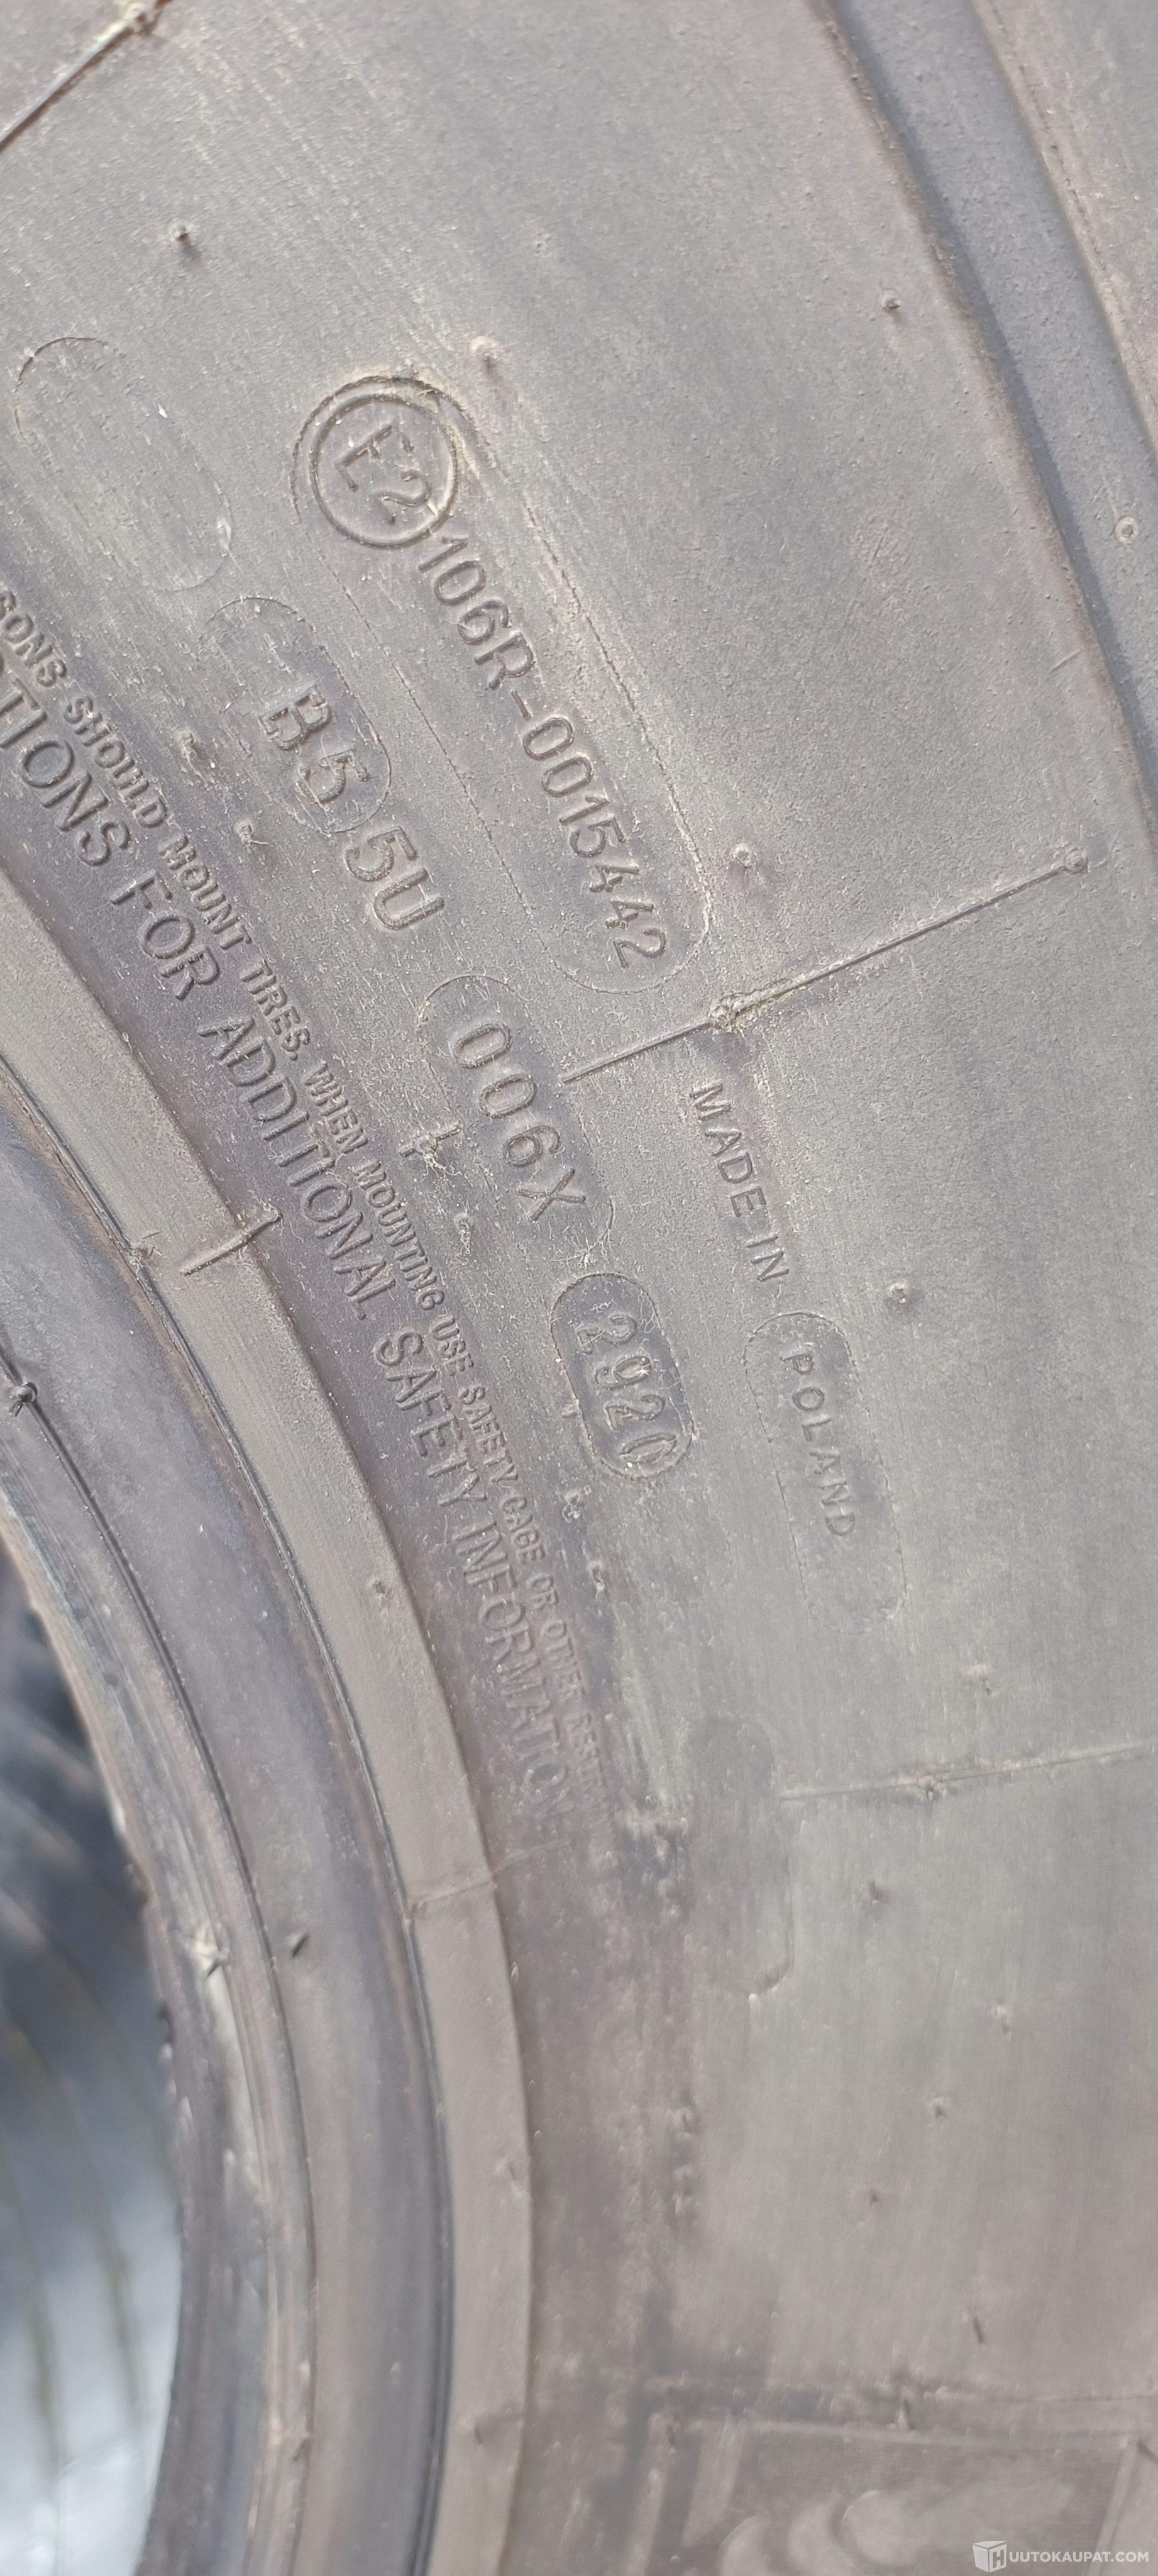 E2 106R-001542
B5 5U 006X 2920
MADE IN POLAND
SONS SHOULD MOUNT TIRES. WHEN MOUNTING USE SAFETY CAGE OR OTHER
TIONS FOR ADDITIONAL SAFETY INFORMATION
HUUTOKAUPAT.COM